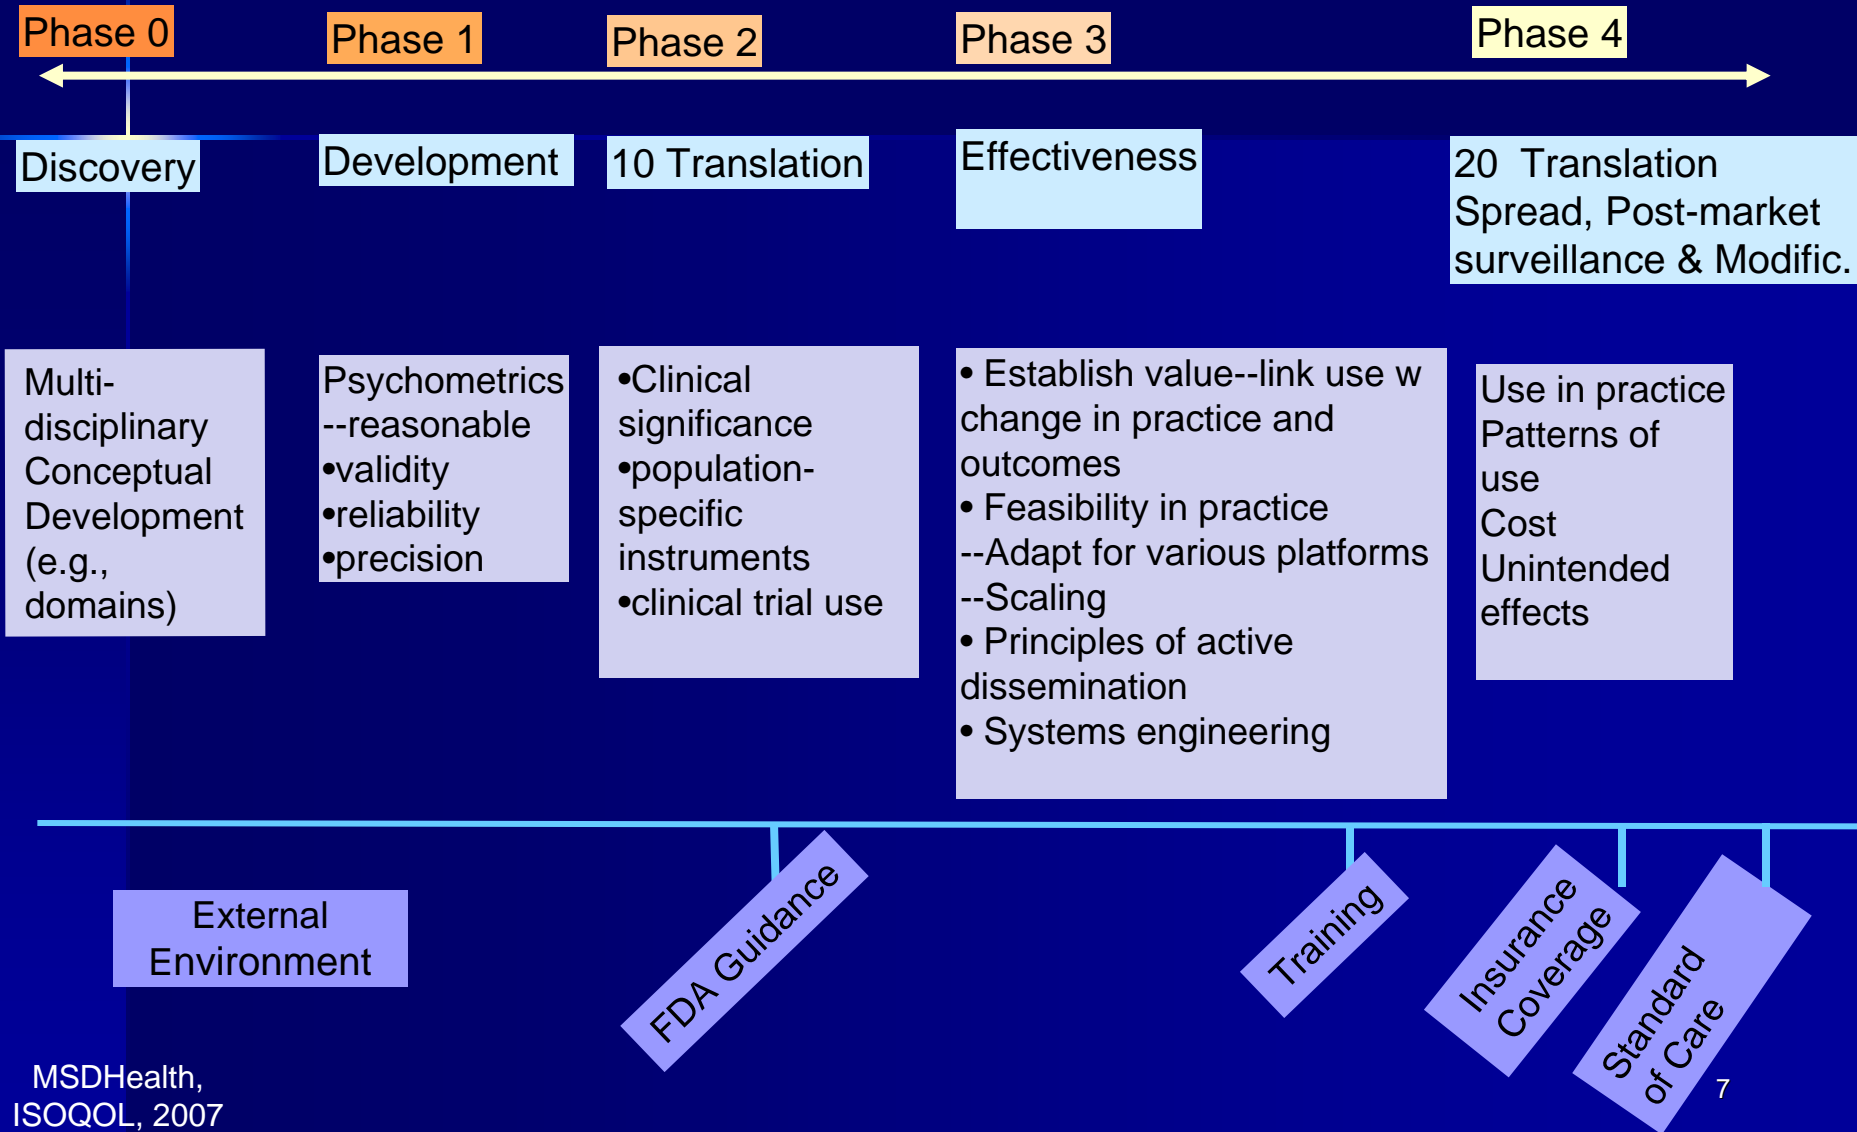 Phase 0
Phase 1
Phase 2
Phase 3
Phase 4
Discovery
Development
10 Translation
Effectiveness
20 Translation
Spread, Post-market
surveillance & Modific.
Multi-
disciplinary
Conceptual
Development
(e.g.,
domains)
Psychometrics
--reasonable
•validity
•reliability
•precision
•Clinical
significance
•population-
specific
instruments
•clinical trial use
• Establish value--link use w
change in practice and
outcomes
• Feasibility in practice
--Adapt for various platforms
--Scaling
• Principles of active
dissemination
• Systems engineering
Use in practice
Patterns of
use
Cost
Unintended
effects
External
Environment
FDA Guidance
Training
Insurance
Coverage
Standard
of Care
MSDHealth,
ISOQOL, 2007
7